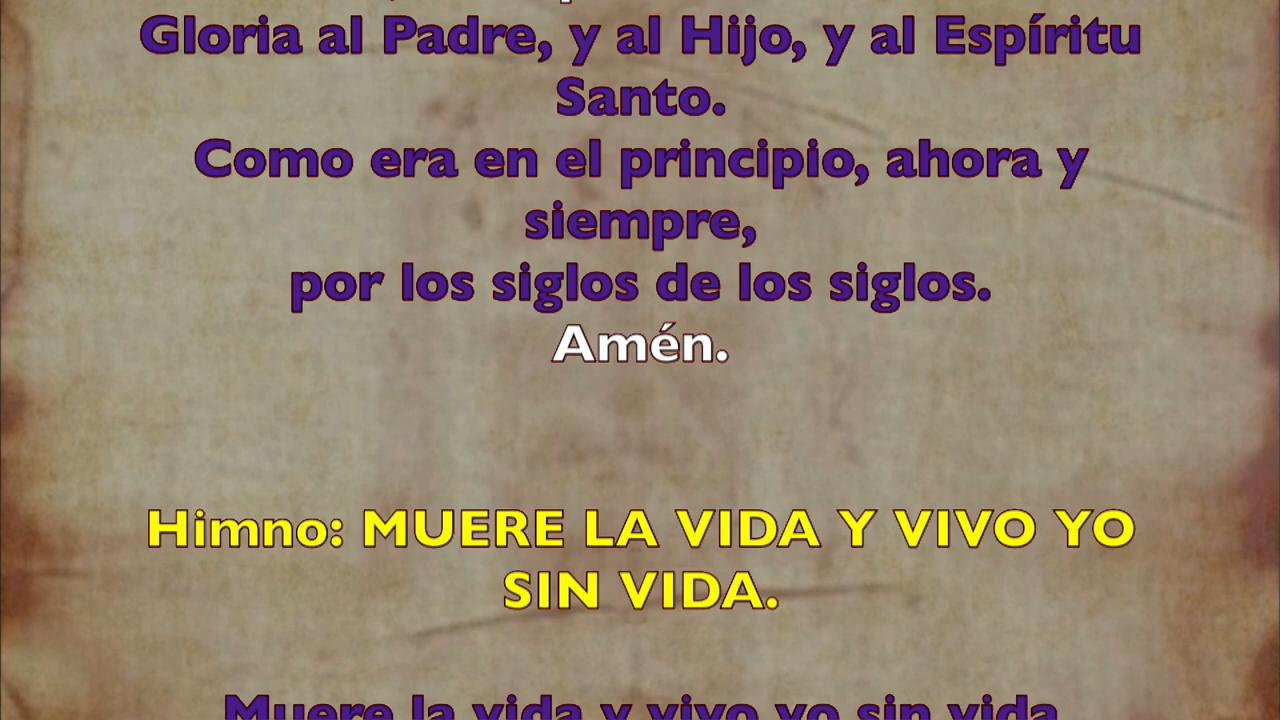 Gloria al Padre, y al Hijo, y al Espíritu
Santo.
Como era en el principio, ahora y
siempre,
por los siglos de los siglos.
Amén.
Himno: MUERE LA VIDA Y VIVO YO
SIN VIDA.
Muere la vida y vivo yo sin vida